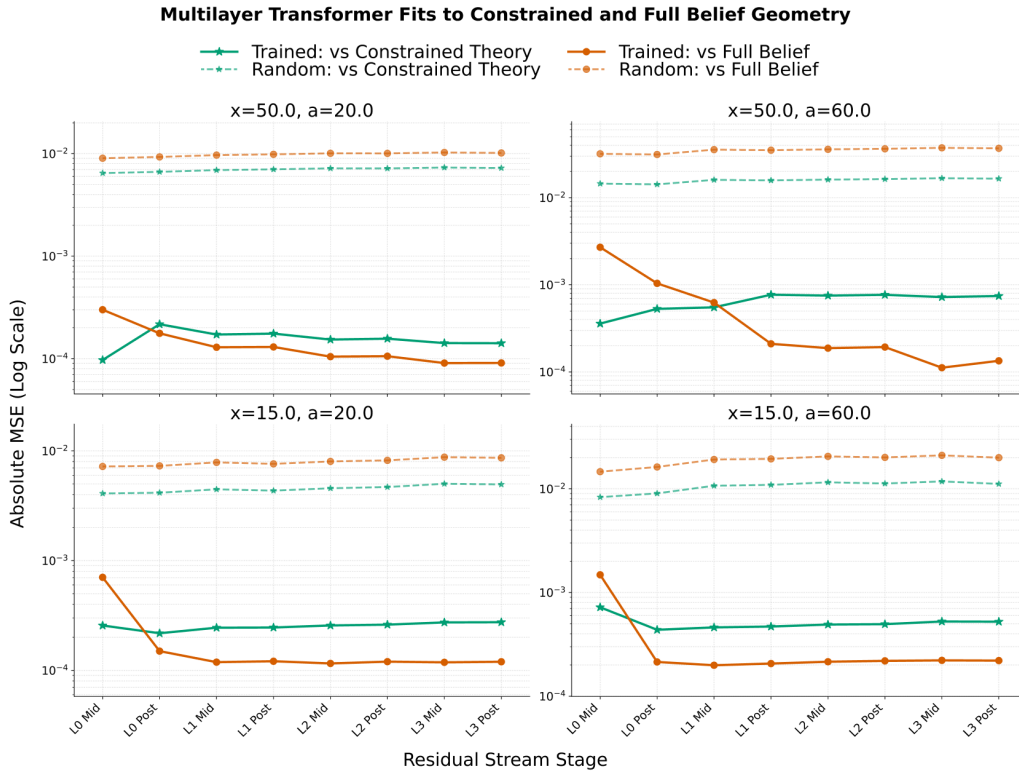 Multilayer Transformer Fits to Constrained and Full Belief Geometry
Trained: vs Constrained Theory
Trained: vs Full Belief
Random: vs Constrained Theory
Random: vs Full Belief
x=50.0, a=20.0
x=50.0, a=60.0
10⁻²
10⁻³
10⁻⁴
10⁻²
10⁻³
10⁻⁴
x=15.0, a=20.0
x=15.0, a=60.0
10⁻²
10⁻³
10⁻⁴
10⁻²
10⁻³
10⁻⁴
Absolute MSE (Log Scale)
L0 Mid
L0 Post
L1 Mid
L1 Post
L2 Mid
L2 Post
L3 Mid
L3 Post
L0 Mid
L0 Post
L1 Mid
L1 Post
L2 Mid
L2 Post
L3 Mid
L3 Post
Residual Stream Stage